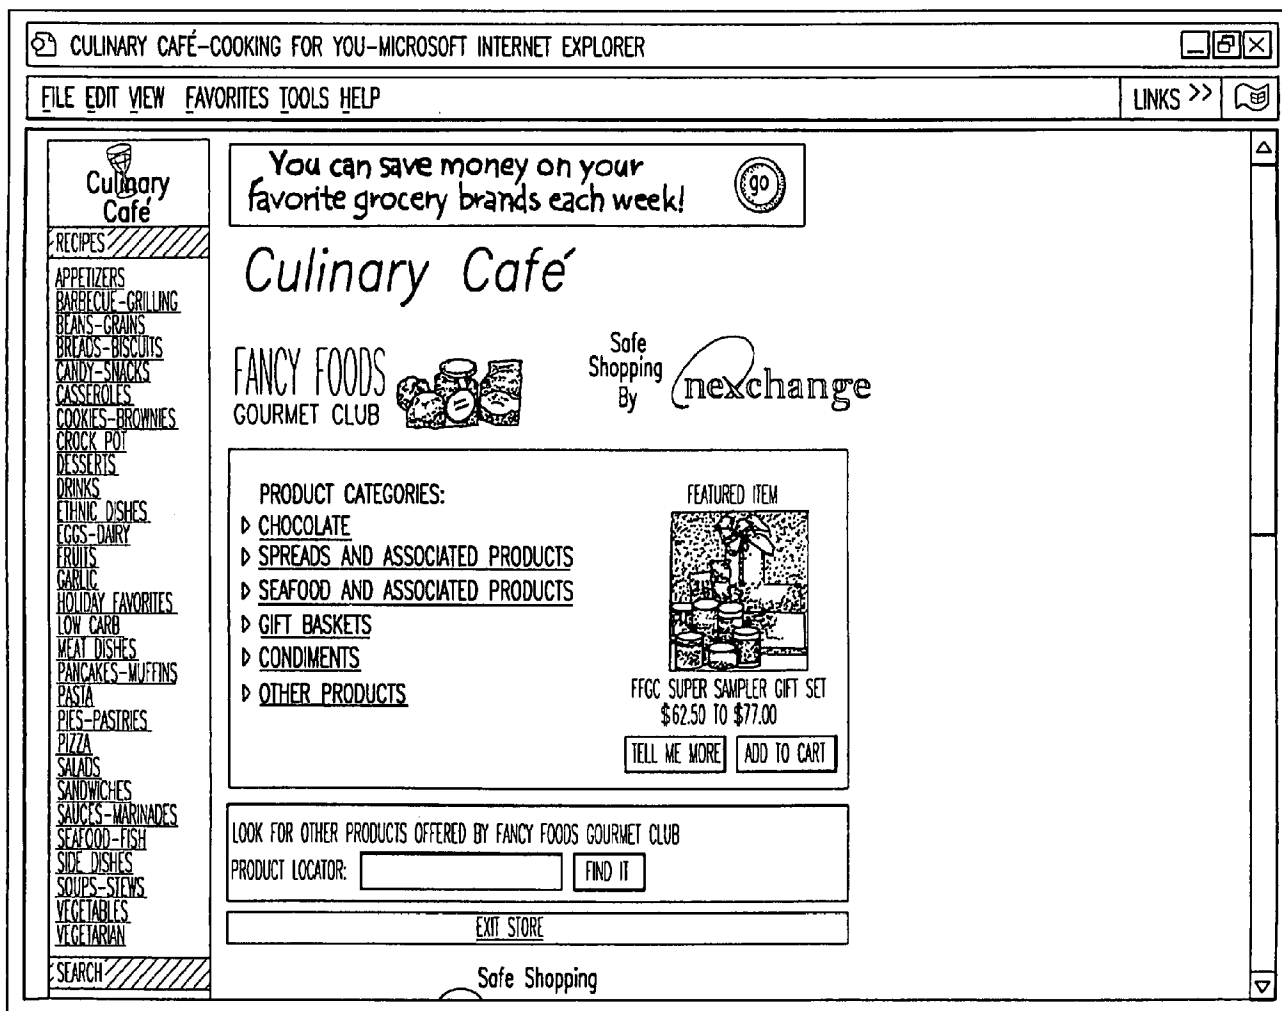 CULINARY CAFÉ-COOKING FOR YOU-MICROSOFT INTERNET EXPLORER
FILE EDIT VIEW FAVORITES TOOLS HELP
LINKS >>
Culinary
Café
RECIPES
APPETIZERS
BARBECUE-GRILLING
BEANS-GRAINS
BREADS-BISCUITS
CANDY-SNACKS
CASSEROLES
COOKIES-BROWNIES
CROCK POT
DESSERTS
DRINKS
ETHNIC DISHES
EGGS-DAIRY
FRUITS
GARLIC
HOLIDAY FAVORITES
LOW CARB
MEAT DISHES
PANCAKES-MUFFINS
PASTA
PIES-PASTRIES
PIZZA
SALADS
SANDWICHES
SAUCES-MARINADES
SEAFOOD-FISH
SIDE DISHES
SOUPS-STEWS
VEGETABLES
VEGETARIAN
SEARCH
You can save money on your
favorite grocery brands each week!
go
Culinary Café
FANCY FOODS
GOURMET CLUB
Safe
Shopping
By
nexchange
PRODUCT CATEGORIES:
CHOCOLATE
SPREADS AND ASSOCIATED PRODUCTS
SEAFOOD AND ASSOCIATED PRODUCTS
GIFT BASKETS
CONDIMENTS
OTHER PRODUCTS
FEATURED ITEM
FFGC SUPER SAMPLER GIFT SET
$62.50 TO $77.00
TELL ME MORE ADD TO CART
LOOK FOR OTHER PRODUCTS OFFERED BY FANCY FOODS GOURMET CLUB
PRODUCT LOCATOR: FIND IT
EXIT STORE
Safe Shopping